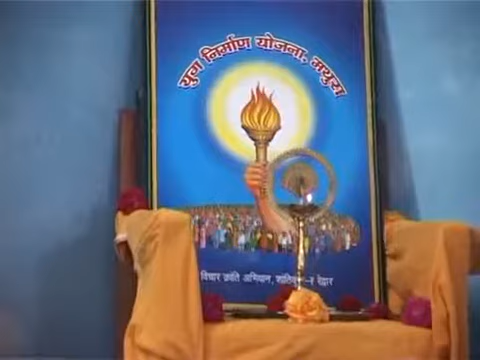 युग निर्माण योजना, मथुरा
विचार क्रांति अभियान,